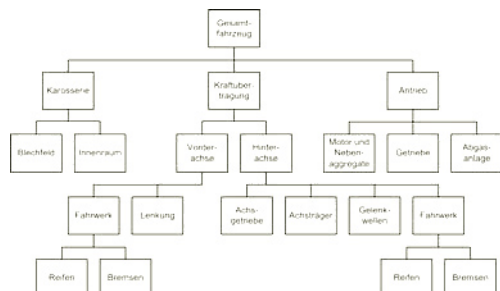 Gesamt-
fahrzeug
Karosserie
Kraftüber-
tragung
Antrieb
Blechfeld
Innenraum
Vorder-
achse
Hinter-
achse
Motor und
Neben-
aggregate
Getriebe
Abgas-
anlage
Fahrwerk
Lenkung
Achs-
getriebe
Achsträger
Gelenk-
wellen
Fahrwerk
Reifen
Bremsen
Reifen
Bremsen